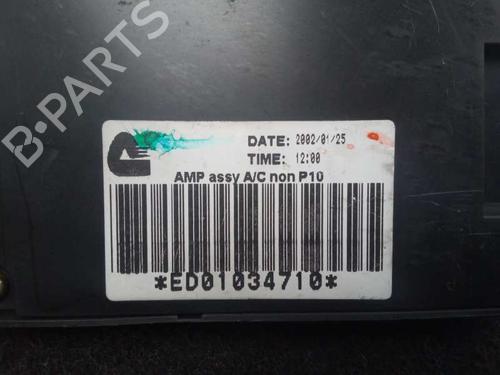 DATE: 2002/01/25
TIME: 12:00
AMP assy A/C non P10
*ED01034710*
B-PARTS